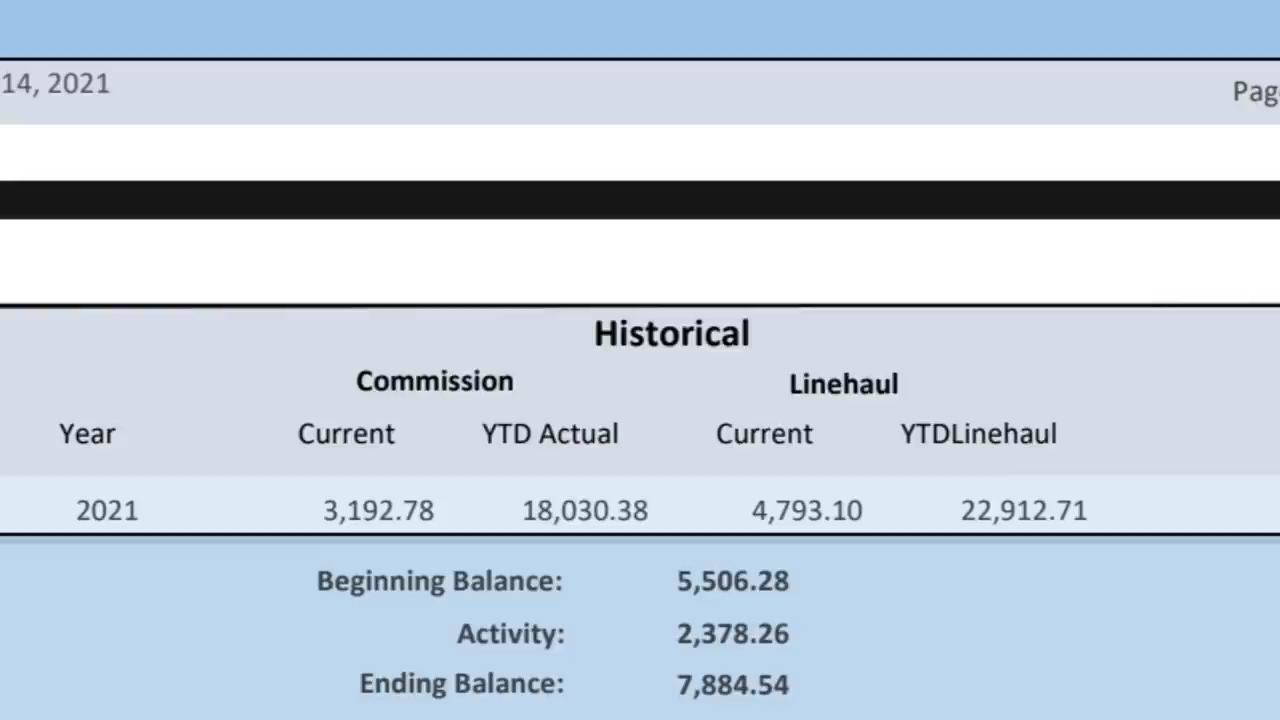 14, 2021
Historical
Commission Linehaul
Year Current YTD Actual Current YTDLinehaul
2021 3,192.78 18,030.38 4,793.10 22,912.71
Beginning Balance: 5,506.28
Activity: 2,378.26
Ending Balance: 7,884.54